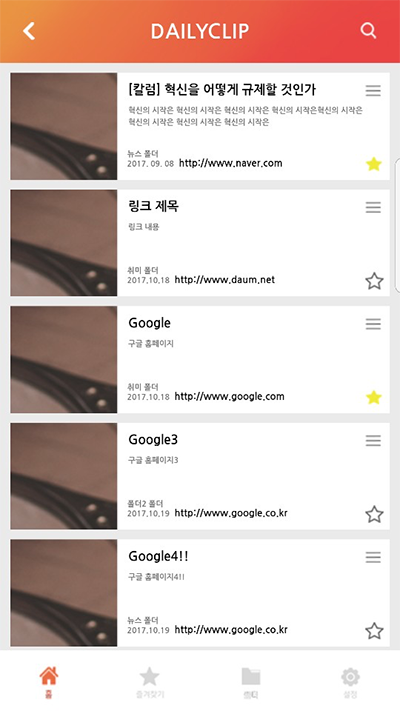 DAILYCLIP
[칼럼] 혁신을 어떻게 규제할 것인가
혁신의 시작은 혁신의 시작은 혁신의 시작은 혁신의 시작은혁신의 시작은
혁신의 시작은 혁신의 시작은 혁신의 시작은
뉴스 폴더
2017. 09. 08 http://www.naver.com
링크 제목
링크 내용
취미 폴더
2017.10.18 http://www.daum.net
Google
구글 홈페이지
취미 폴더
2017.10.18 http://www.google.com
Google3
구글 홈페이지3
폴더2 폴더
2017.10.19 http://www.google.co.kr
Google4!!
구글 홈페이지4!!
뉴스 폴더
2017.10.19 http://www.google.co.kr
홈 즐겨찾기 설정